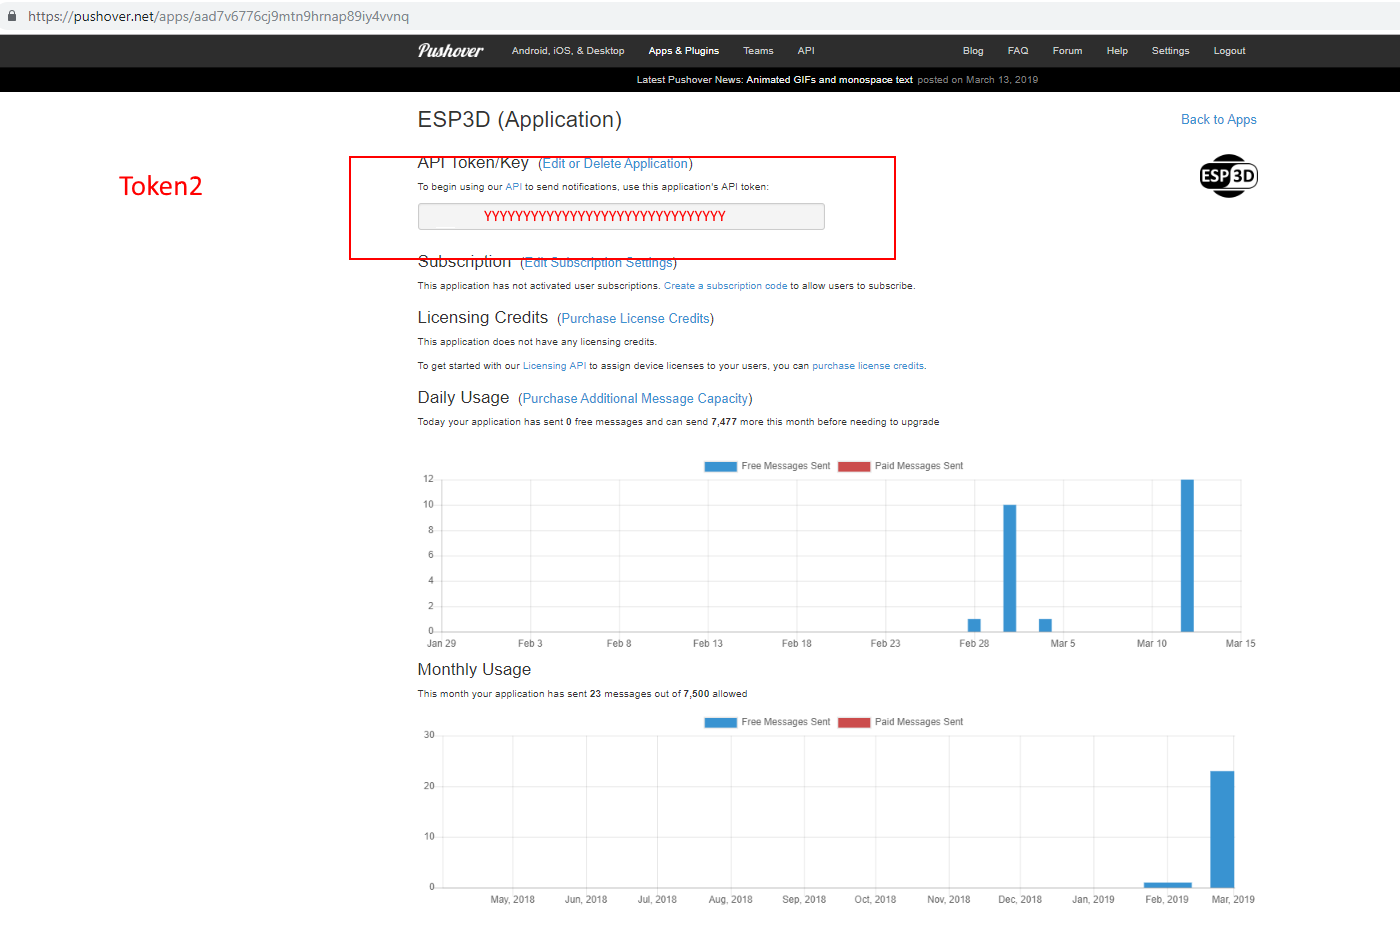 https://pushover.net/apps/aad7v6776cj9mtn9hrnap89iy4vvnq
Pushover Android, iOS, & Desktop Apps & Plugins Teams API Blog FAQ Forum Help Settings Logout
Latest Pushover News: Animated GIFs and monospace text posted on March 13, 2019
ESP3D (Application) Back to Apps
API Token/Key (Edit or Delete Application)
ESP3D
Token2
To begin using our API to send notifications, use this application's API token:
YYYYYYYYYYYYYYYYYYYYYYYYYYYYYY
Subscription (Edit Subscription Settings)
This application has not activated user subscriptions. Create a subscription code to allow users to subscribe.
Licensing Credits (Purchase License Credits)
This application does not have any licensing credits.
To get started with our Licensing API to assign device licenses to your users, you can purchase license credits.
Daily Usage (Purchase Additional Message Capacity)
Today your application has sent 0 free messages and can send 7,477 more this month before needing to upgrade
Free Messages Sent Paid Messages Sent
12
10
8
6
4
2
0
Jan 29 Feb 3 Feb 8 Feb 13 Feb 18 Feb 23 Feb 28 Mar 5 Mar 10 Mar 15
Monthly Usage
This month your application has sent 23 messages out of 7,500 allowed
Free Messages Sent Paid Messages Sent
30
20
10
0
May, 2018 Jun, 2018 Jul, 2018 Aug, 2018 Sep, 2018 Oct, 2018 Nov, 2018 Dec, 2018 Jan, 2019 Feb, 2019 Mar, 2019